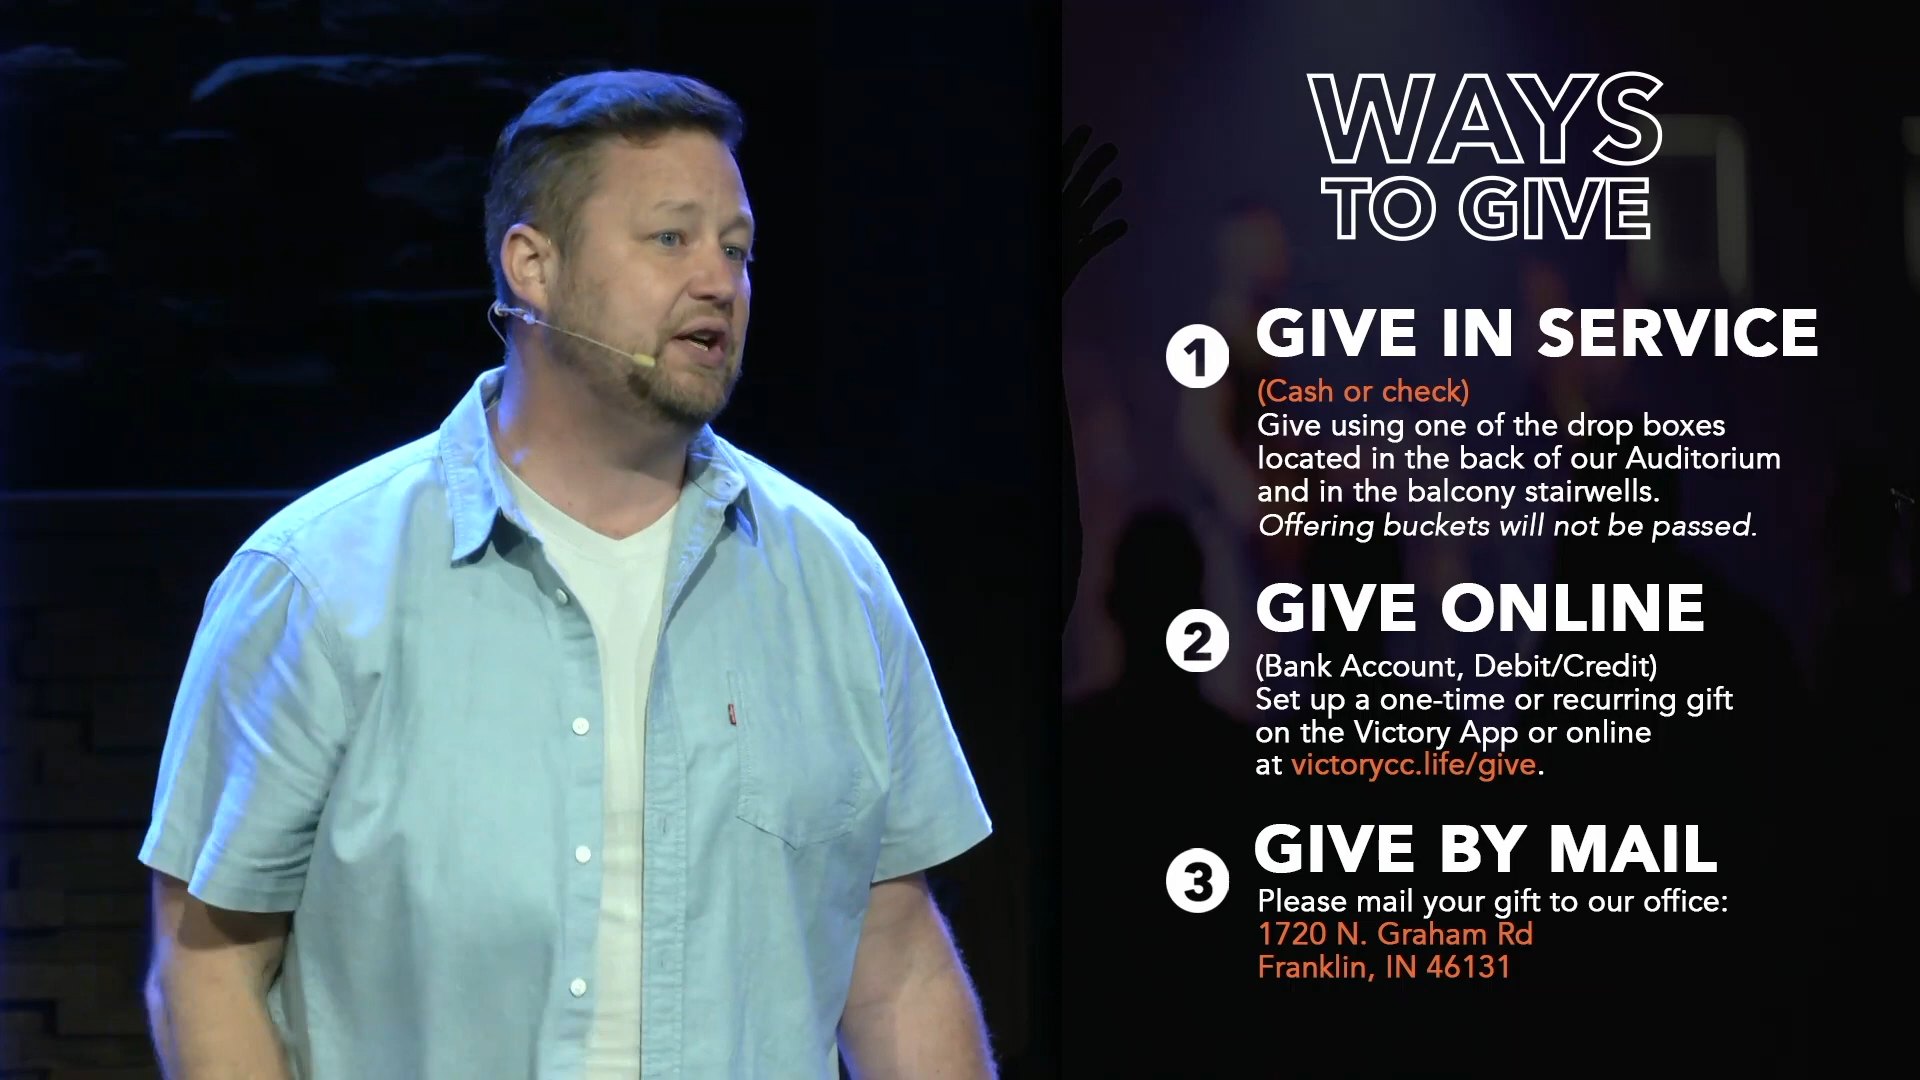 WAYS
TO GIVE
1
GIVE IN SERVICE
(Cash or check)
Give using one of the drop boxes
located in the back of our Auditorium
and in the balcony stairwells.
Offering buckets will not be passed.
2
GIVE ONLINE
(Bank Account, Debit/Credit)
Set up a one-time or recurring gift
on the Victory App or online
at victorycc.life/give.
3
GIVE BY MAIL
Please mail your gift to our office:
1720 N. Graham Rd
Franklin, IN 46131